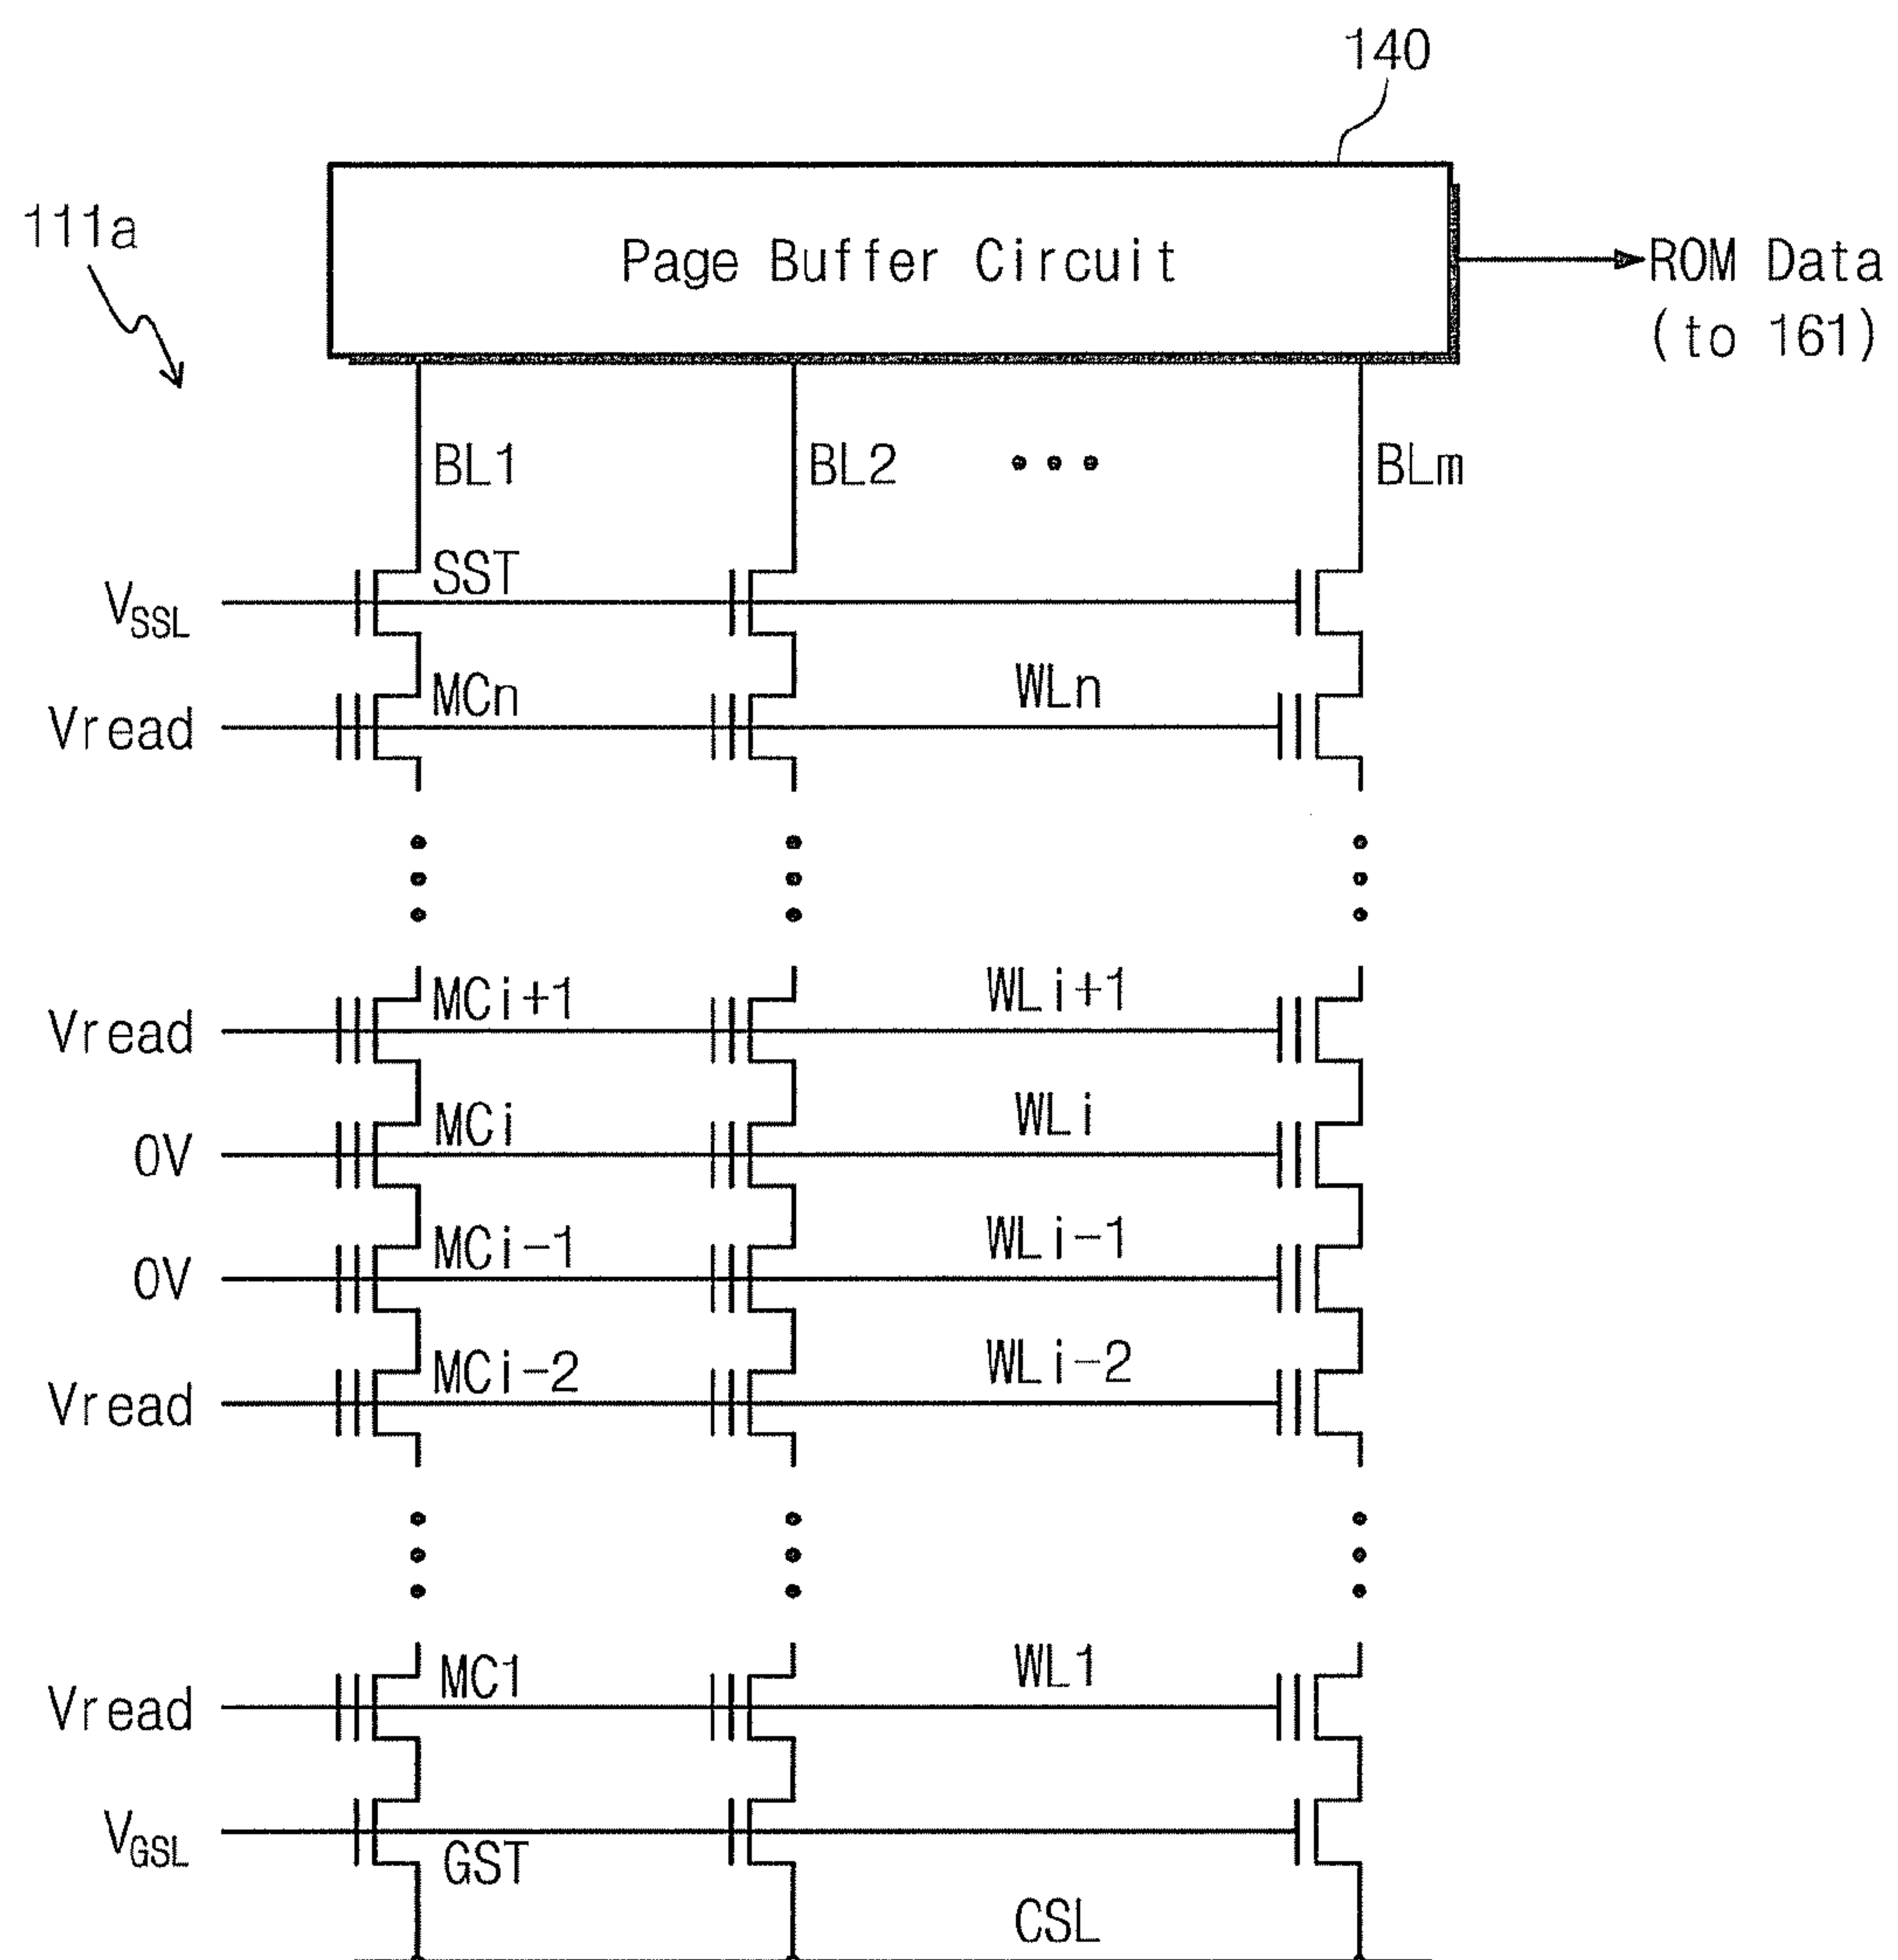 140
111a
Page Buffer Circuit
ROM Data
(to 161)
BL1
BL2
BLm
SST
VSSL
MCn
WLn
Vread
MCi+1
WLi+1
Vread
MCi
WLi
0V
MCi-1
WLi-1
0V
MCi-2
WLi-2
Vread
MC1
WL1
Vread
VGSL
GST
CSL